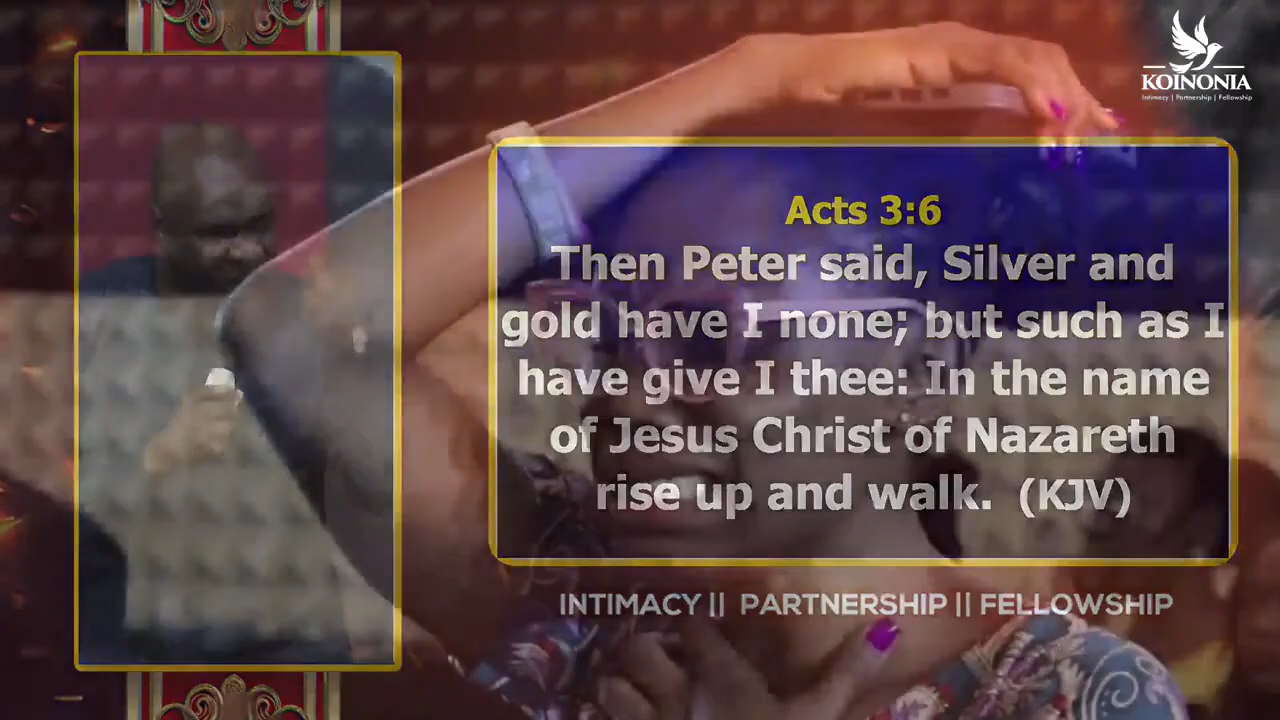 KOINONIA
Intimacy | Partnership | Fellowship
Acts 3:6
Then Peter said, Silver and
gold have I none; but such as I
have give I thee: In the name
of Jesus Christ of Nazareth
rise up and walk. (KJV)
INTIMACY || PARTNERSHIP || FELLOWSHIP